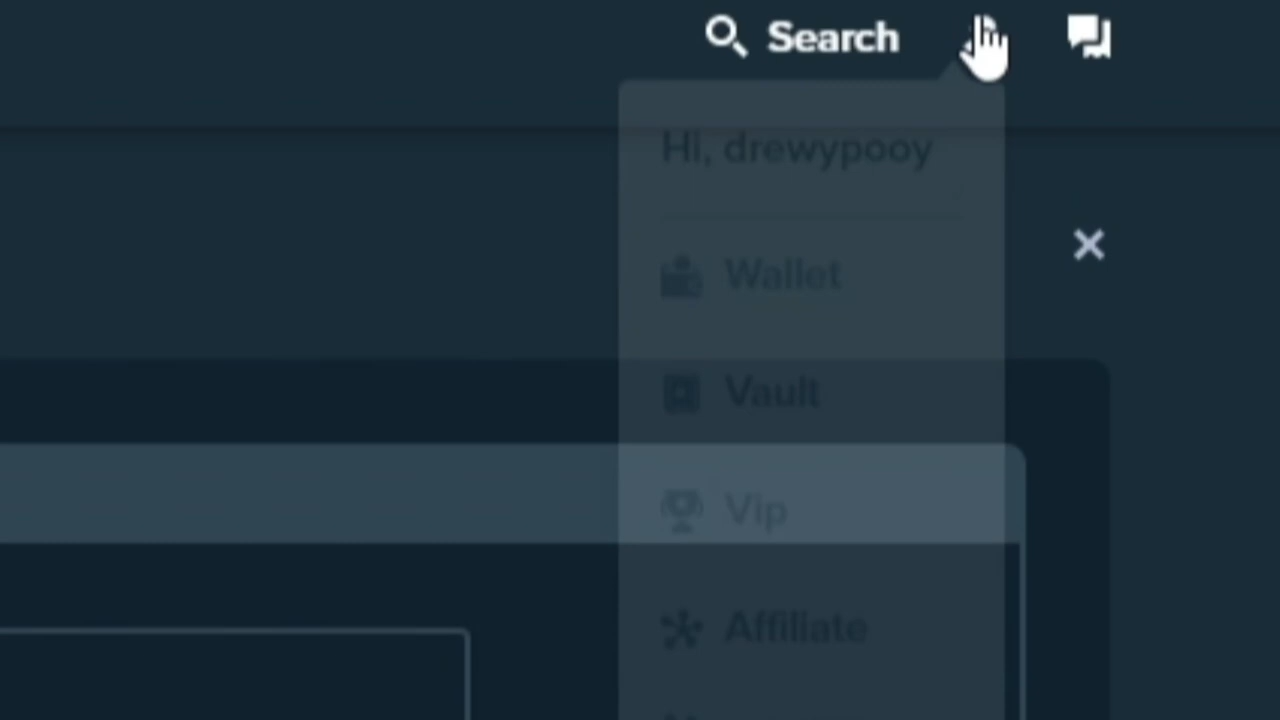 Search
Hi, drewypooy
Wallet
Vault
Vip
Affiliate